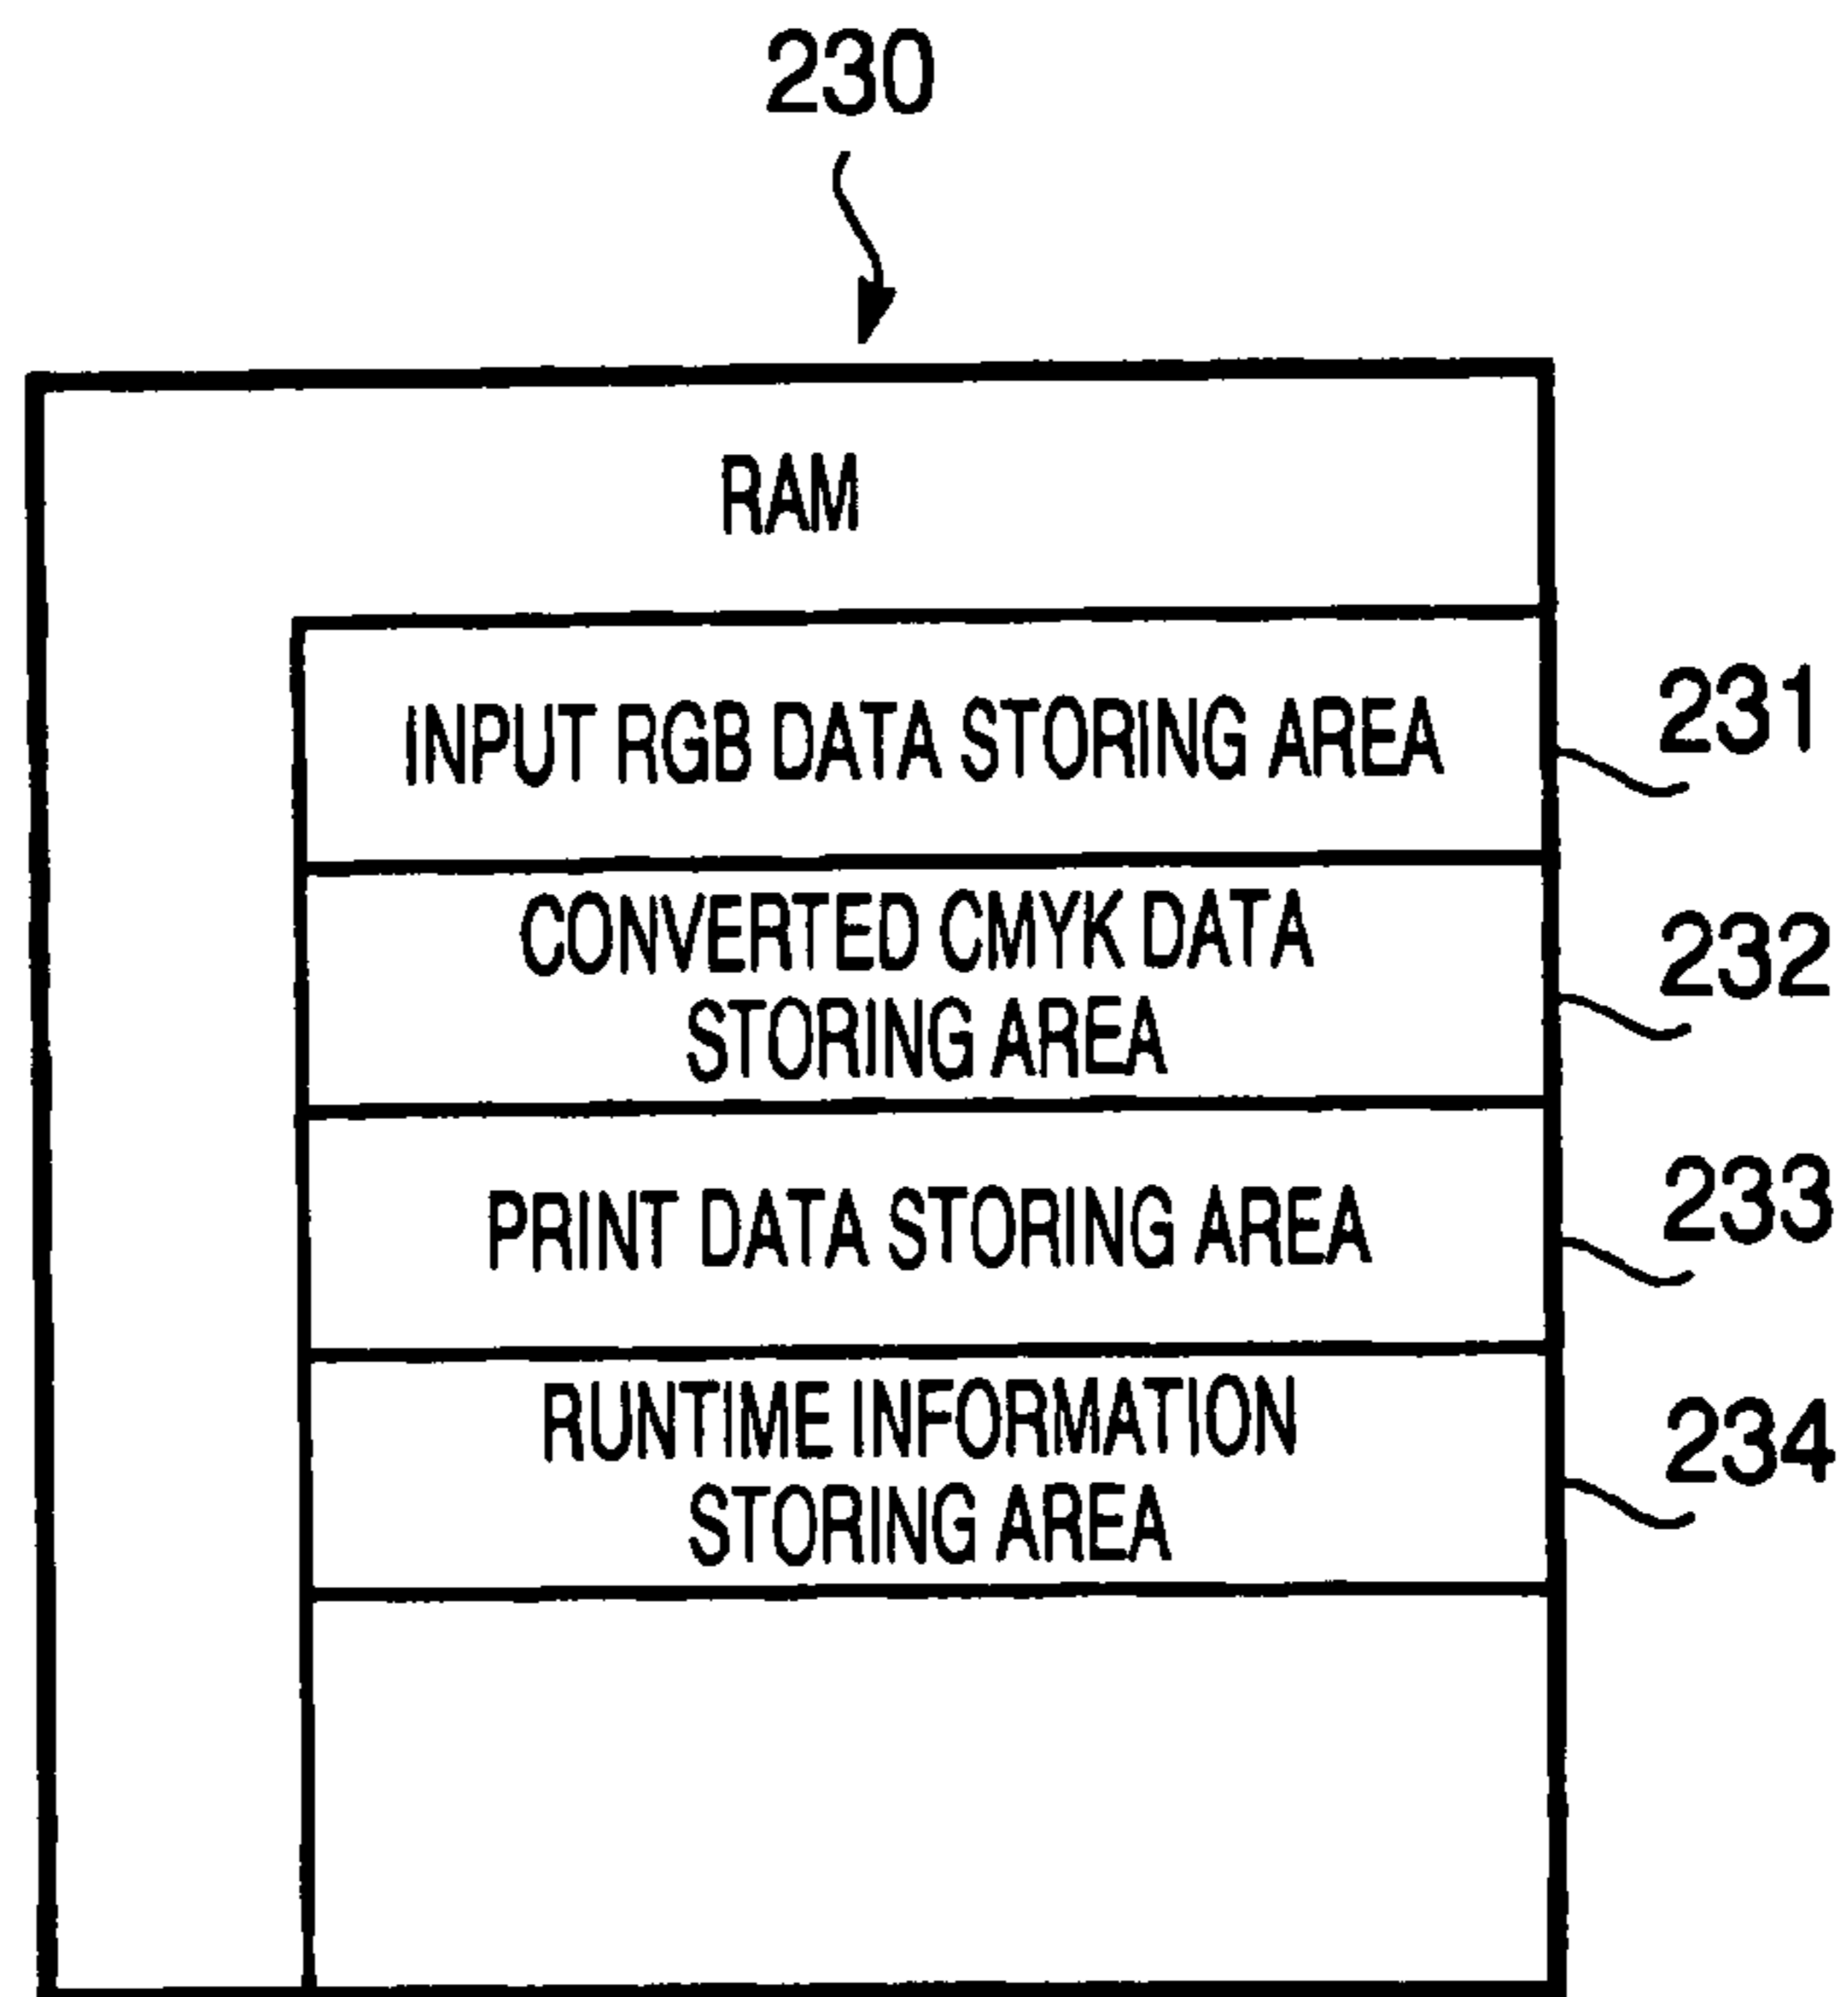 230
RAM
INPUT RGB DATA STORING AREA
231
CONVERTED CMYK DATA
STORING AREA
232
PRINT DATA STORING AREA
233
RUNTIME INFORMATION
STORING AREA
234